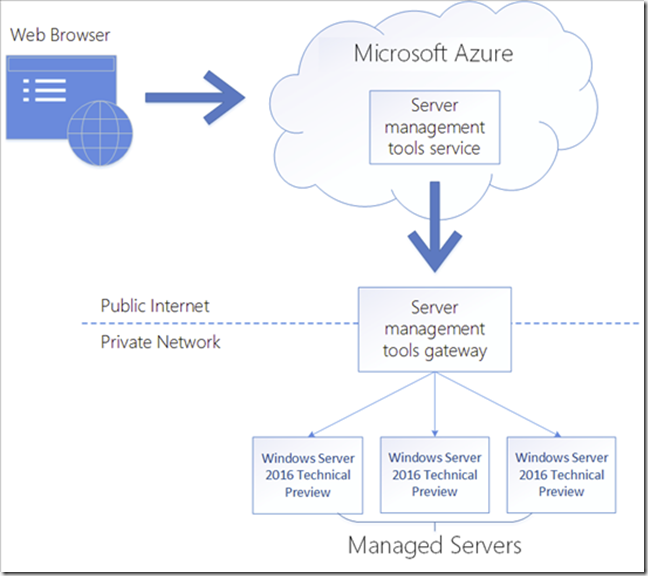 Web Browser
Microsoft Azure
Server
management
tools service
Public Internet
Private Network
Server
management
tools gateway
Windows Server
2016 Technical
Preview
Windows Server
2016 Technical
Preview
Windows Server
2016 Technical
Preview
Managed Servers